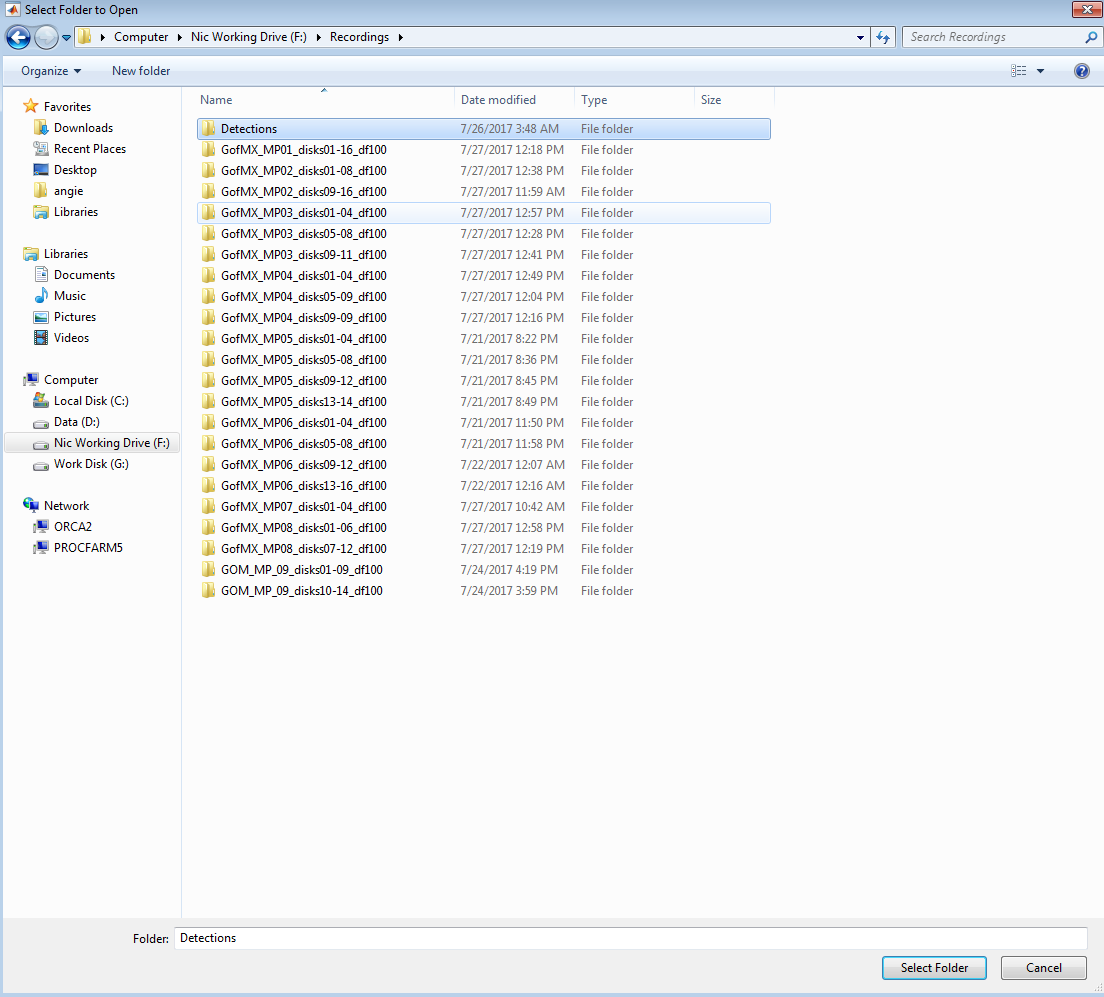 Select Folder to Open
Computer Nic Working Drive (F:) Recordings
Search Recordings
Organize New folder
Favorites
Downloads
Recent Places
Desktop
angie
Libraries
Libraries
Documents
Music
Pictures
Videos
Computer
Local Disk (C:)
Data (D:)
Nic Working Drive (F:)
Work Disk (G:)
Network
ORCA2
PROCFARM5
Name Date modified Type Size
Detections 7/26/2017 3:48 AM File folder
GofMX_MP01_disks01-16_df100 7/27/2017 12:18 PM File folder
GofMX_MP02_disks01-08_df100 7/27/2017 12:38 PM File folder
GofMX_MP02_disks09-16_df100 7/27/2017 11:59 AM File folder
GofMX_MP03_disks01-04_df100 7/27/2017 12:57 PM File folder
GofMX_MP03_disks05-08_df100 7/27/2017 12:28 PM File folder
GofMX_MP03_disks09-11_df100 7/27/2017 12:41 PM File folder
GofMX_MP04_disks01-04_df100 7/27/2017 12:49 PM File folder
GofMX_MP04_disks05-09_df100 7/27/2017 12:04 PM File folder
GofMX_MP04_disks09-09_df100 7/27/2017 12:16 PM File folder
GofMX_MP05_disks01-04_df100 7/21/2017 8:22 PM File folder
GofMX_MP05_disks05-08_df100 7/21/2017 8:36 PM File folder
GofMX_MP05_disks09-12_df100 7/21/2017 8:45 PM File folder
GofMX_MP05_disks13-14_df100 7/21/2017 8:49 PM File folder
GofMX_MP06_disks01-04_df100 7/21/2017 11:50 PM File folder
GofMX_MP06_disks05-08_df100 7/21/2017 11:58 PM File folder
GofMX_MP06_disks09-12_df100 7/22/2017 12:07 AM File folder
GofMX_MP06_disks13-16_df100 7/22/2017 12:16 AM File folder
GofMX_MP07_disks01-04_df100 7/27/2017 10:42 AM File folder
GofMX_MP08_disks01-06_df100 7/27/2017 12:58 PM File folder
GofMX_MP08_disks07-12_df100 7/27/2017 12:19 PM File folder
GOM_MP_09_disks01-09_df100 7/24/2017 4:19 PM File folder
GOM_MP_09_disks10-14_df100 7/24/2017 3:59 PM File folder
Folder: Detections
Select Folder Cancel